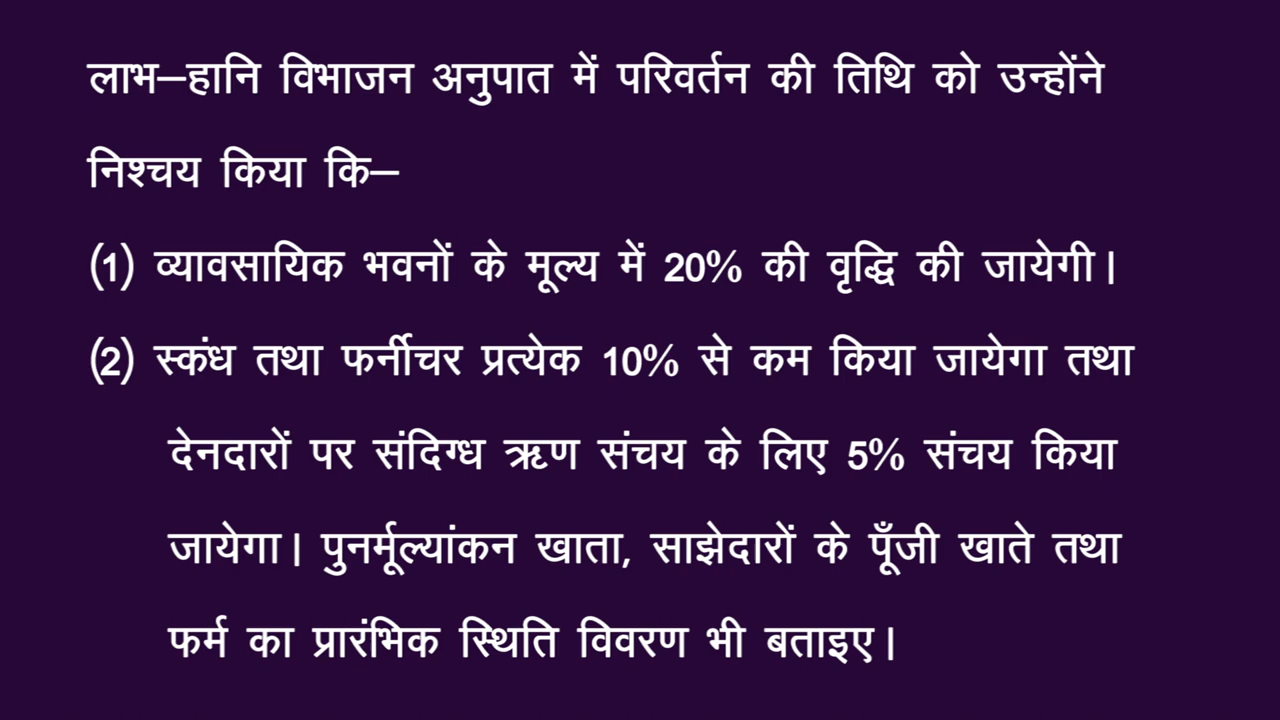 लाभ–हानि विभाजन अनुपात में परिवर्तन की तिथि को उन्होंने
निश्चय किया कि–
(1) व्यावसायिक भवनों के मूल्य में 20% की वृद्धि की जायेगी।
(2) स्कंध तथा फर्नीचर प्रत्येक 10% से कम किया जायेगा तथा
देनदारों पर संदिग्ध ऋण संचय के लिए 5% संचय किया
जायेगा। पुनर्मूल्यांकन खाता, साझेदारों के पूँजी खाते तथा
फर्म का प्रारंभिक स्थिति विवरण भी बताइए।